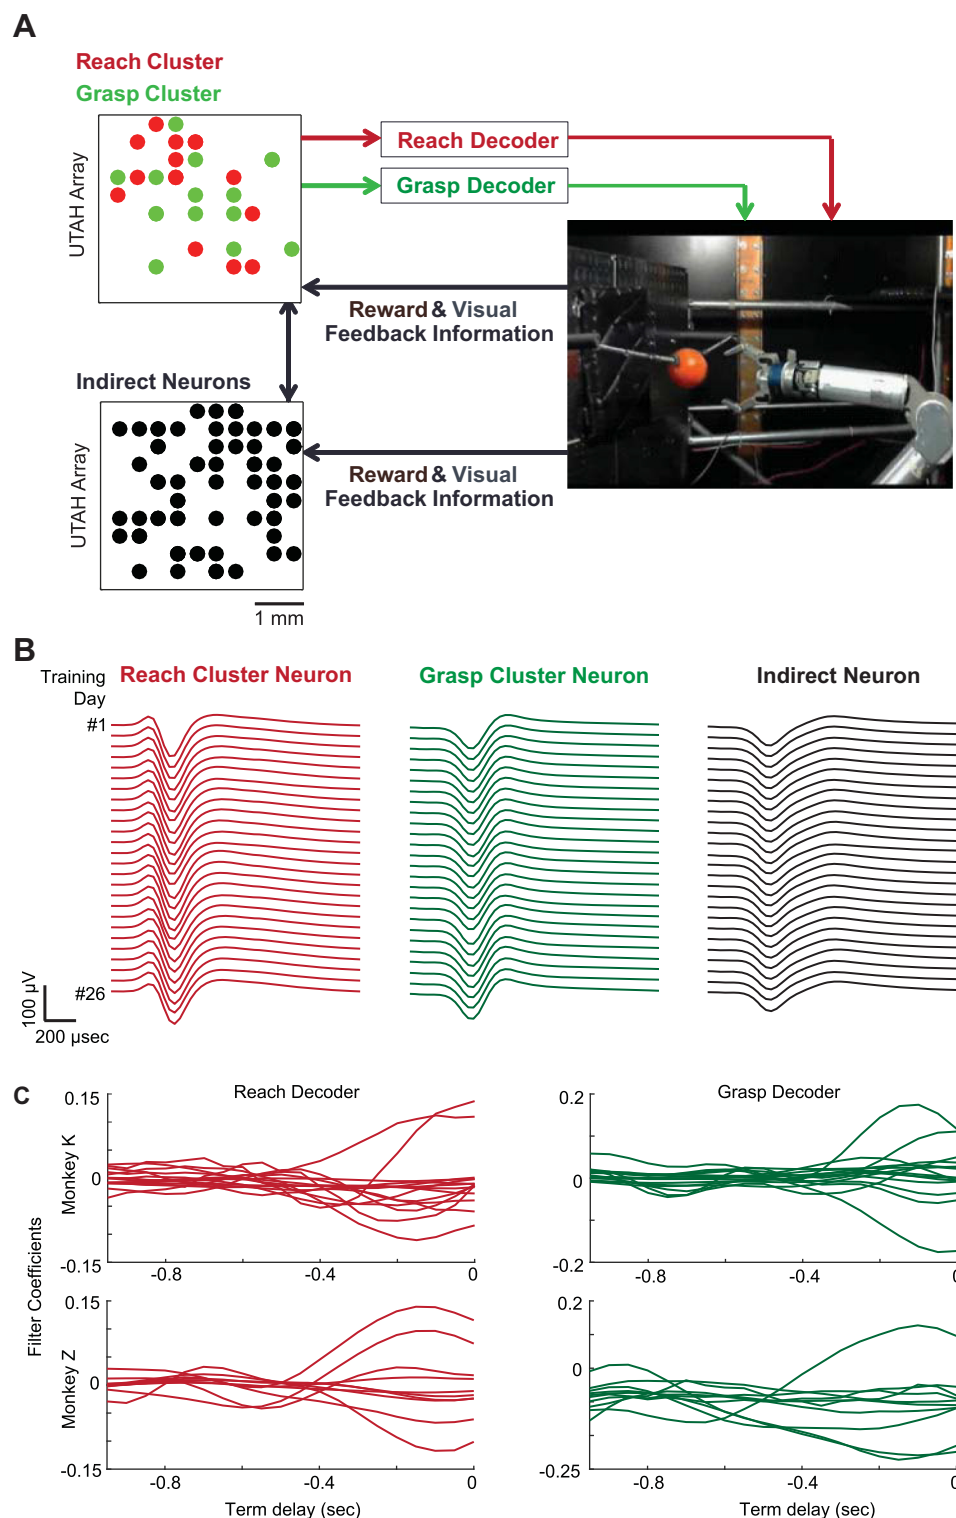 A
Reach Cluster
Grasp Cluster
UTAH Array
Reach Decoder
Grasp Decoder
Reward & Visual
Feedback Information
Indirect Neurons
UTAH Array
Reward & Visual
Feedback Information
1 mm
B
Training
Day
Reach Cluster Neuron
Grasp Cluster Neuron
Indirect Neuron
#1
#26
100 µV
200 µsec
C
Reach Decoder
Grasp Decoder
Filter Coefficients
Monkey K
0.15
0
-0.15
-0.8
-0.4
0
0.2
0
-0.2
-0.8
-0.4
0
Monkey Z
0.15
0
-0.15
-0.8
-0.4
0
Term delay (sec)
0.2
0
-0.25
-0.8
-0.4
0
Term delay (sec)